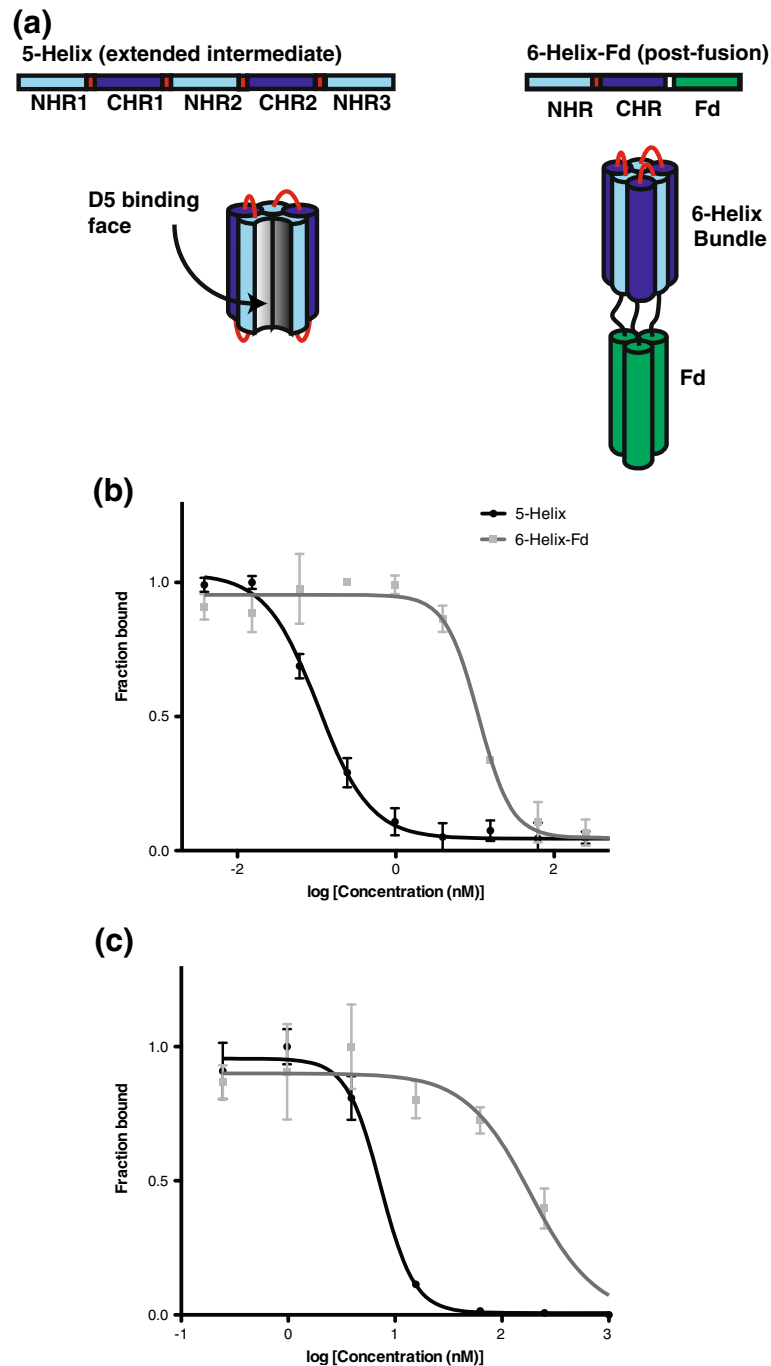 (a)
5-Helix (extended intermediate)
NHR1 CHR1 NHR2 CHR2 NHR3
D5 binding
face
6-Helix-Fd (post-fusion)
NHR CHR Fd
6-Helix
Bundle
Fd
(b)
5-Helix
6-Helix-Fd
Fraction bound
1.0
0.5
0.0
-2 0 2
log [Concentration (nM)]
(c)
Fraction bound
1.0
0.5
0.0
-1 0 1 2 3
log [Concentration (nM)]